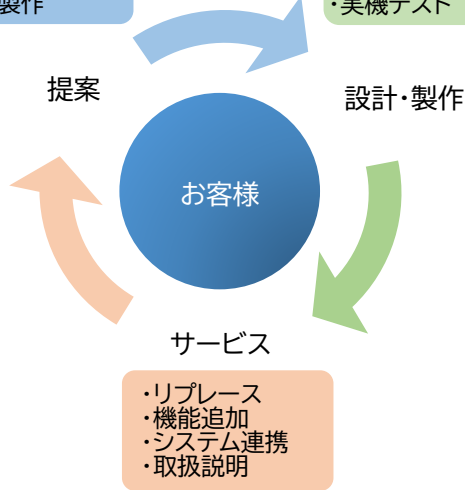 製作
・実機テスト
提案
設計・製作
お客様
サービス
・リプレース
・機能追加
・システム連携
・取扱説明